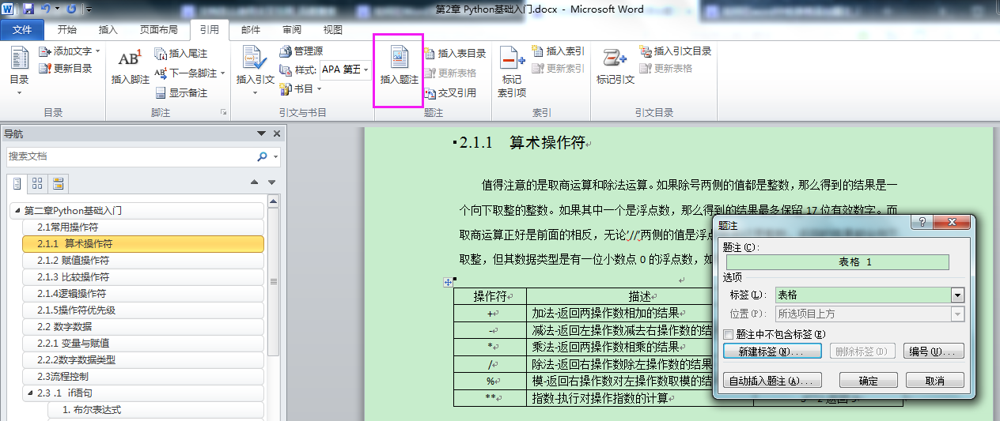 第2章 Python基础入门.docx - Microsoft Word
文件 开始 插入 页面布局 引用 邮件 审阅 视图
目录
添加文字
更新目录
目录
AB1
插入脚注
插入尾注
AB1 下一条脚注
显示备注
脚注
插入引文
管理源
样式: APA 第五
书目
引文与书目
插入题注
插入表目录
更新表格
交叉引用
题注
标记
索引项
插入索引
更新索引
索引
标记引文
插入引文目录
更新表格
引文目录
导航
搜索文档
第二章Python基础入门
2.1常用操作符
2.1.1 算术操作符
2.1.2 赋值操作符
2.1.3 比较操作符
2.1.4逻辑操作符
2.1.5操作符优先级
2.2 数字数据
2.2.1 变量与赋值
2.2.2数字数据类型
2.3流程控制
2.3 .1 if语句
1. 布尔表达式
2.1.1 算术操作符
值得注意的是取商运算和除法运算。如果除号两侧的值都是整数，那么得到的结果是一
个向下取整的整数。如果其中一个是浮点数，那么得到的结果最多保留 17 位有效数字。而
取商运算正好是前面的相反，无论'//'两侧的值是浮点
取整，但其数据类型是有一位小数点 0 的浮点数，如
操作符 描述
+ 加法-返回两操作数相加的结果
- 减法-返回左操作数减去右操作数的结
* 乘法-返回两操作数相乘的结果
/ 除法-返回右操作数除左操作数的结果
% 模-返回右操作数对左操作数取模的结
** 指数-执行对操作指数的计算
题注
题注(C):
表格 1
选项
标签(L): 表格
位置(P): 所选项目上方
题注中不包含标签(E)
新建标签(N)... 删除标签(D) 编号(U)...
自动插入题注(A)... 确定 取消